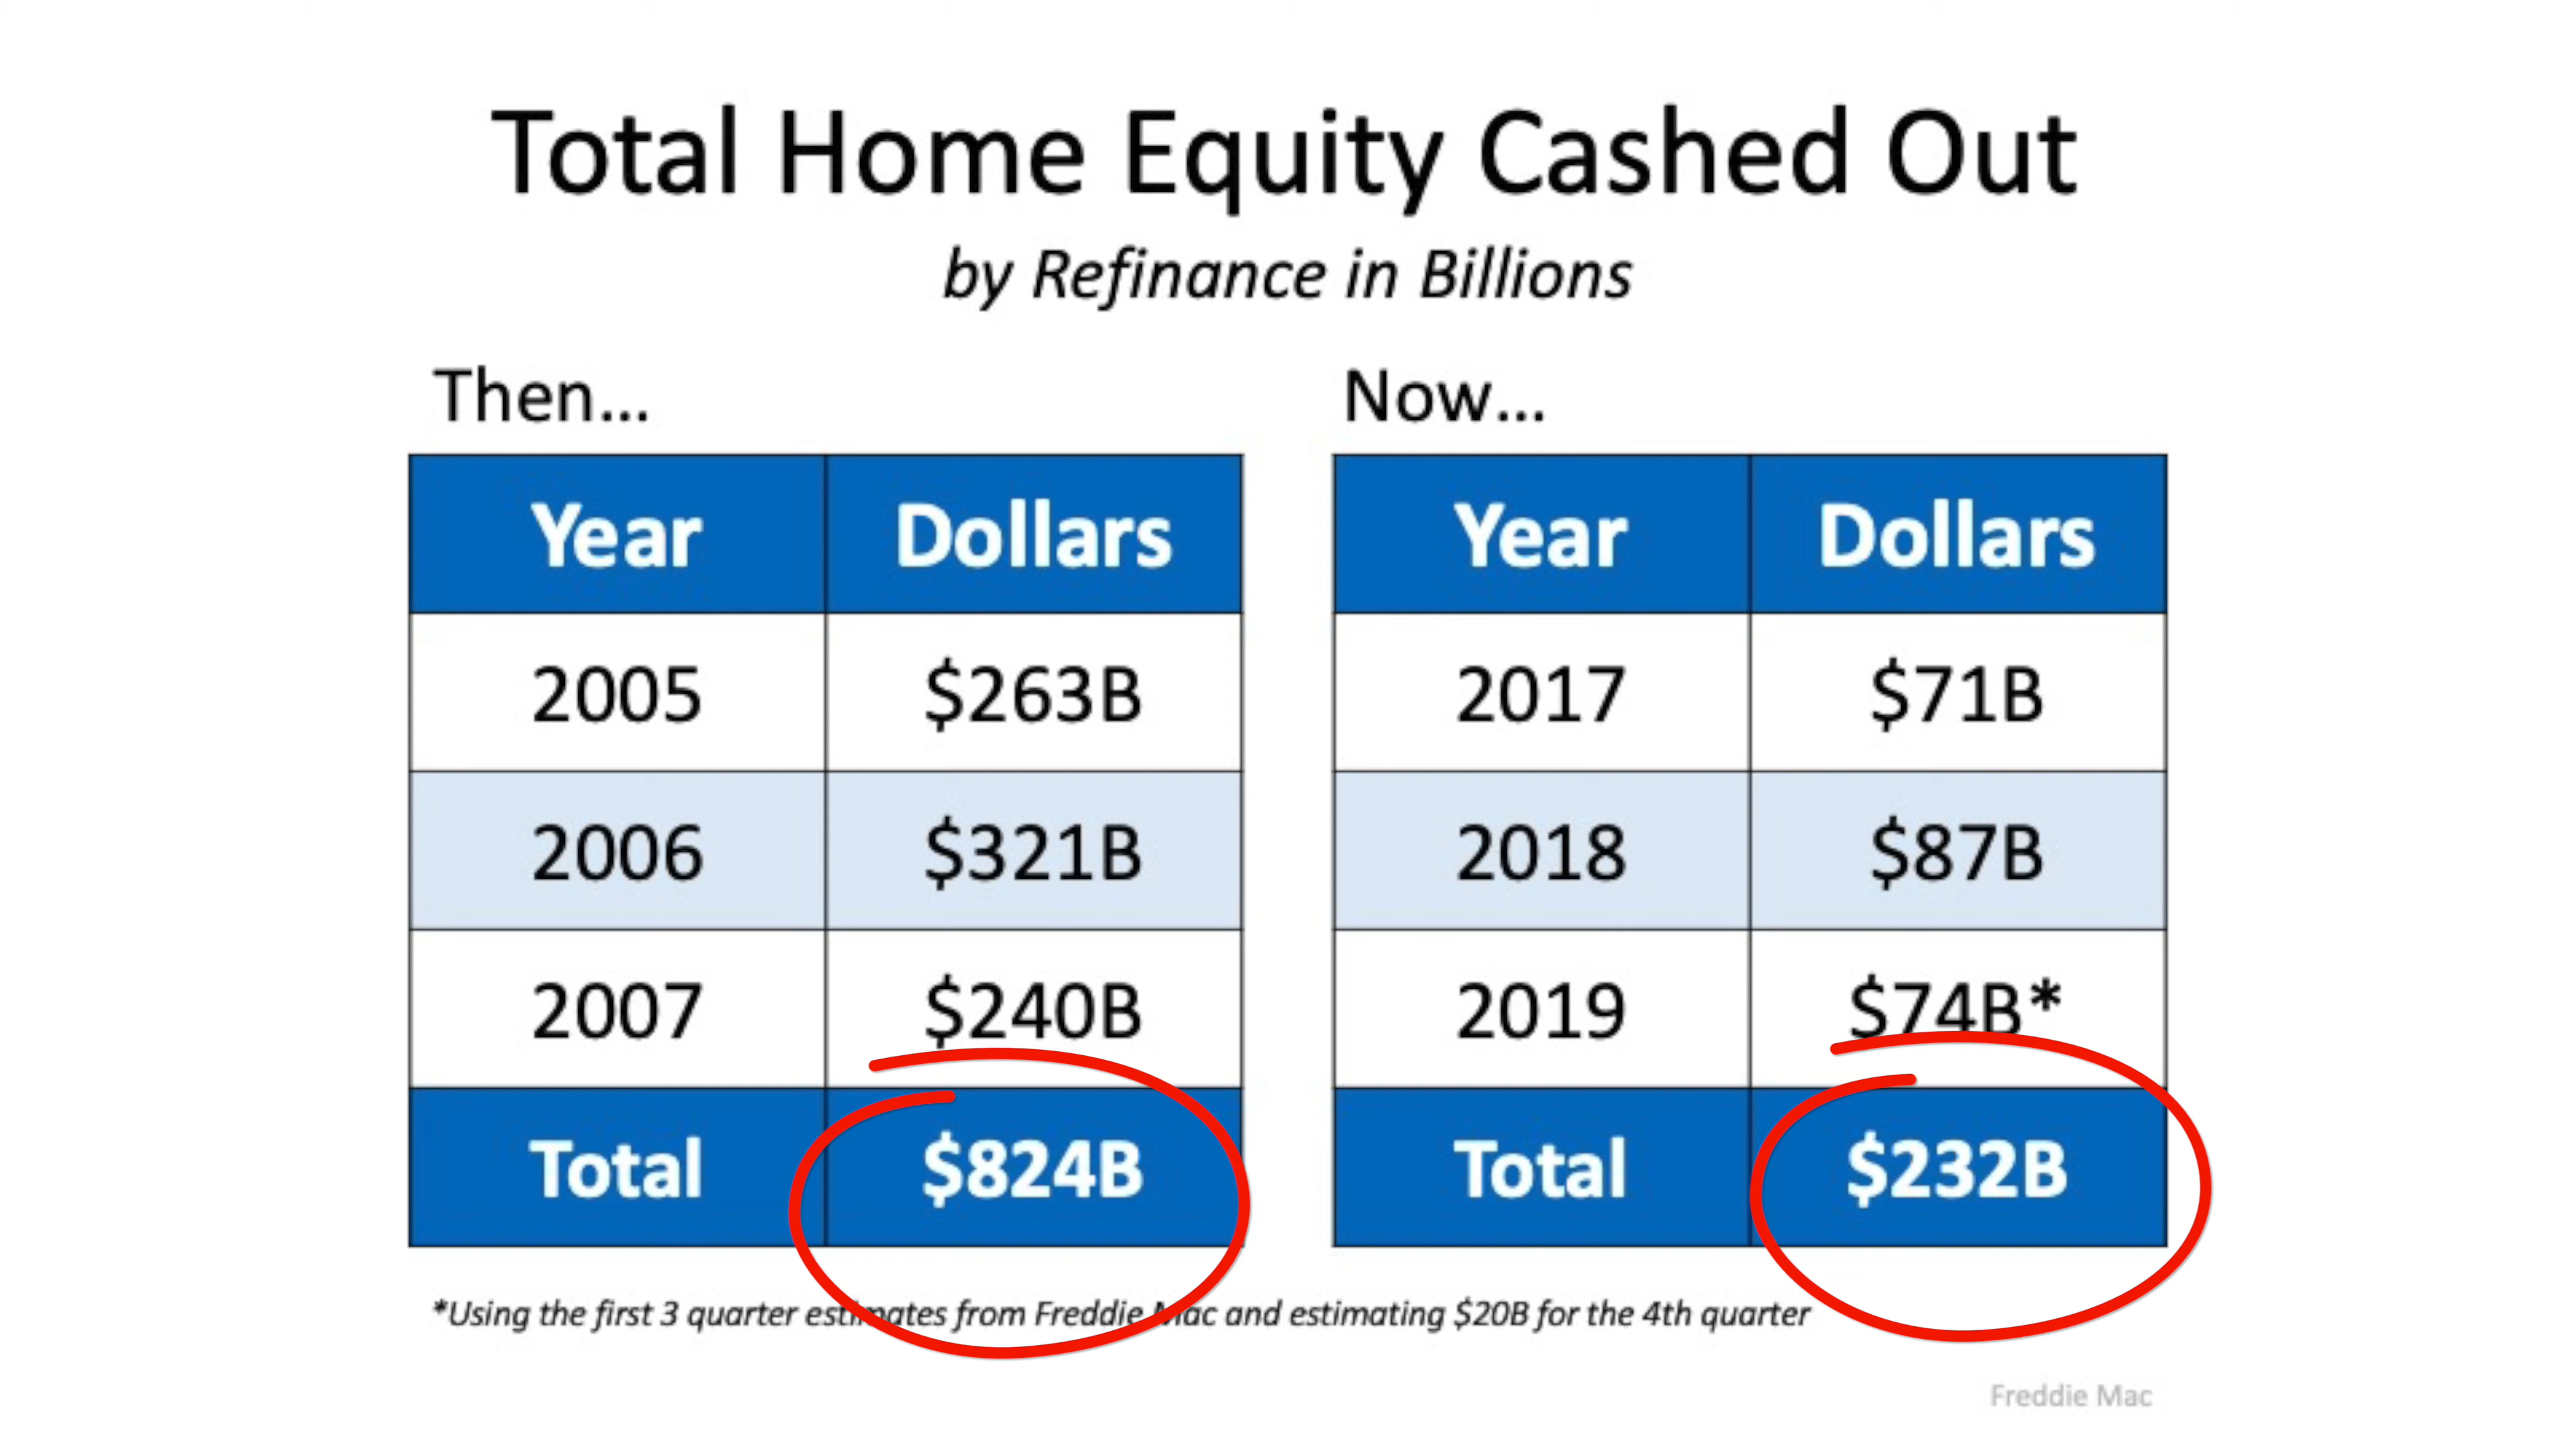 Total Home Equity Cashed Out
by Refinance in Billions
Then...
Year Dollars
2005 $263B
2006 $321B
2007 $240B
Total $824B
Now...
Year Dollars
2017 $71B
2018 $87B
2019 $74B*
Total $232B
*Using the first 3 quarter estimates from Freddie Mac and estimating $20B for the 4th quarter
Freddie Mac